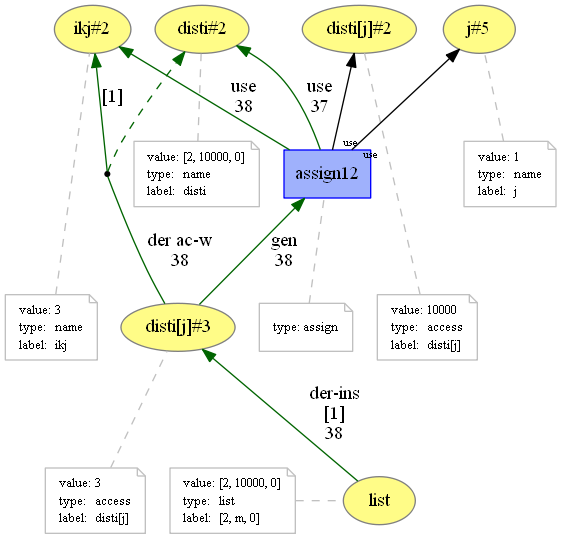 ikj#2
disti#2
disti[j]#2
j#5
[1]
use
38
use
37
use
use
value: [2, 10000, 0]
type: name
label: disti
assign12
value: 1
type: name
label: j
der ac-w
38
gen
38
value: 3
type: name
label: ikj
disti[j]#3
type: assign
value: 10000
type: access
label: disti[j]
der-ins
[1]
38
value: 3
type: access
label: disti[j]
value: [2, 10000, 0]
type: list
label: [2, m, 0]
list